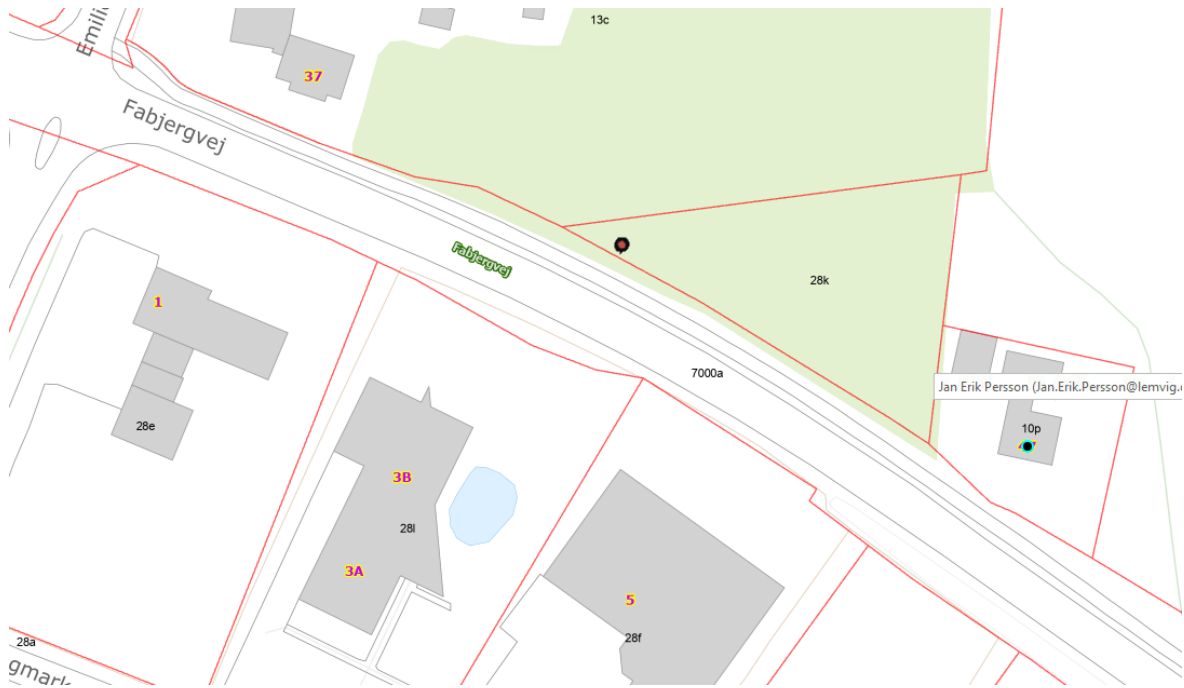 13c
Emili
37
Fabjergvej
Fabjergvej
28k
1
7000a
Jan Erik Persson (Jan.Erik.Persson@lemvig.
10p
28e
3B
28l
3A
5
28f
28a
gmark